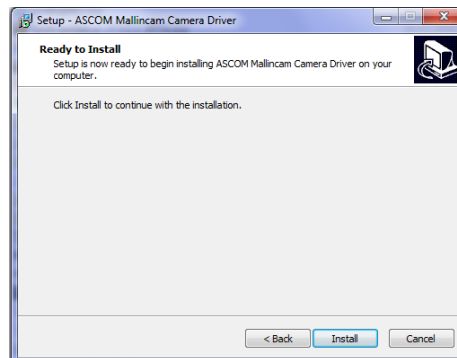 Setup - ASCOM Mallincam Camera Driver
Ready to Install
Setup is now ready to begin installing ASCOM Mallincam Camera Driver on your
computer.
Click Install to continue with the installation.
< Back
Install
Cancel